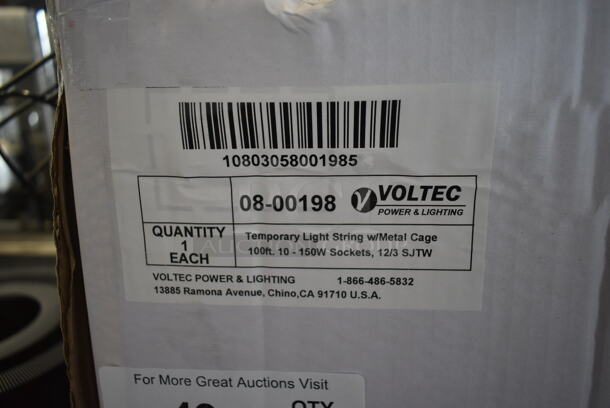 10803058001985
08-00198 VOLTEC
POWER & LIGHTING
QUANTITY
1
EACH
Temporary Light String w/Metal Cage
100ft. 10 - 150W Sockets, 12/3 SJTW
VOLTEC POWER & LIGHTING 1-866-486-5832
13885 Ramona Avenue, Chino,CA 91710 U.S.A.
For More Great Auctions Visit
QTY